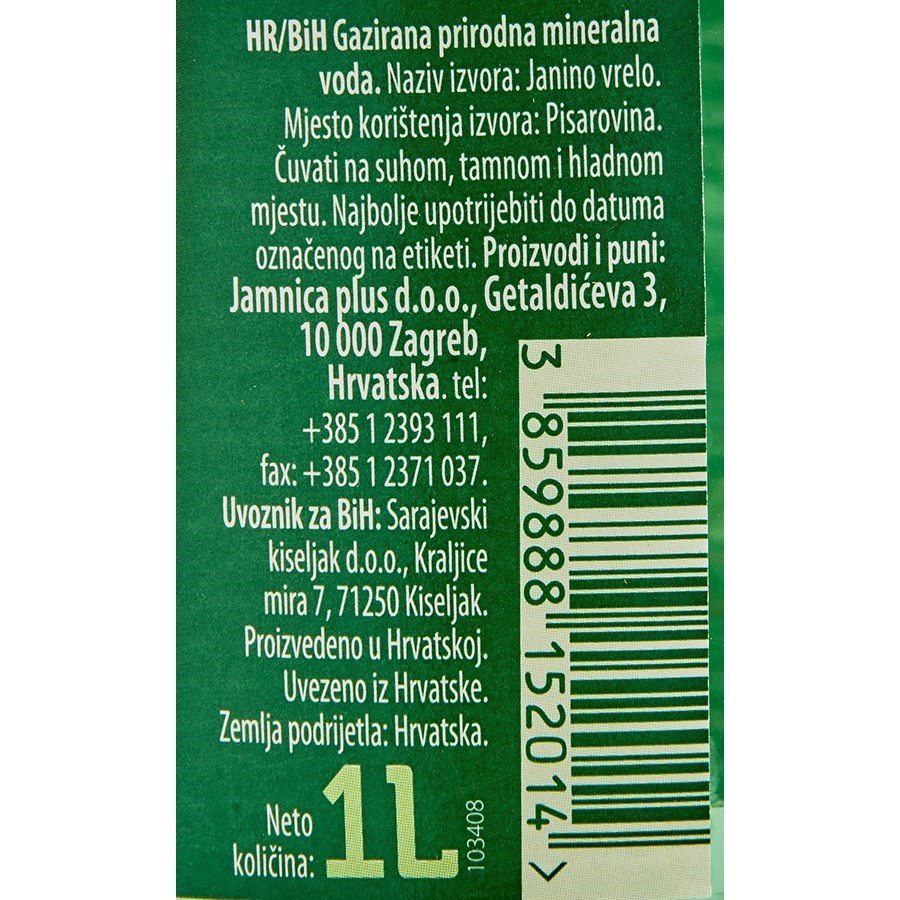 HR/BiH Gazirana prirodna mineralna
voda. Naziv izvora: Janino vrelo.
Mjesto korištenja izvora: Pisarovina.
Čuvati na suhom, tamnom i hladnom
mjestu. Najbolje upotrijebiti do datuma
označenog na etiketi. Proizvodi i puni:
Jamnica plus d.o.o., Getaldićeva 3,
10 000 Zagreb,
Hrvatska. tel:
+385 1 2393 111,
fax: +385 1 2371 037.
Uvoznik za BiH: Sarajevski
kiseljak d.o.o., Kraljice
mira 7, 71250 Kiseljak.
Proizvedeno u Hrvatskoj.
Uvezeno iz Hrvatske.
Zemlja podrijetla: Hrvatska.
Neto
količina: 1L
103408
3 859888 152014 >